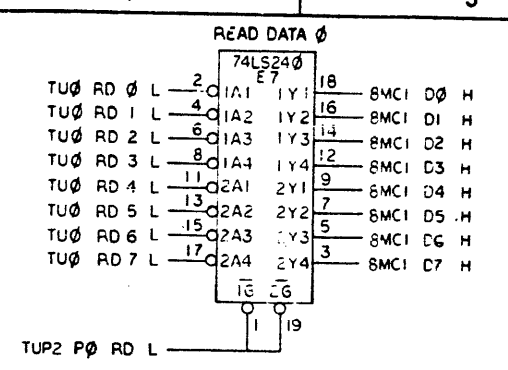 READ DATA Ø
74LS24Ø
E7
TUØ RD Ø L 2 1A1 1Y1 18 8MC1 DØ H
TUØ RD 1 L 4 1A2 1Y2 16 8MC1 D1 H
TUØ RD 2 L 6 1A3 1Y3 14 8MC1 D2 H
TUØ RD 3 L 8 1A4 1Y4 12 8MC1 D3 H
TUØ RD 4 L 11 2A1 2Y1 9 8MC1 D4 H
TUØ RD 5 L 13 2A2 2Y2 7 8MC1 D5 H
TUØ RD 6 L 15 2A3 2Y3 5 8MC1 D6 H
TUØ RD 7 L 17 2A4 2Y4 3 8MC1 D7 H
1G 2G
1 19
TUP2 PØ RD L